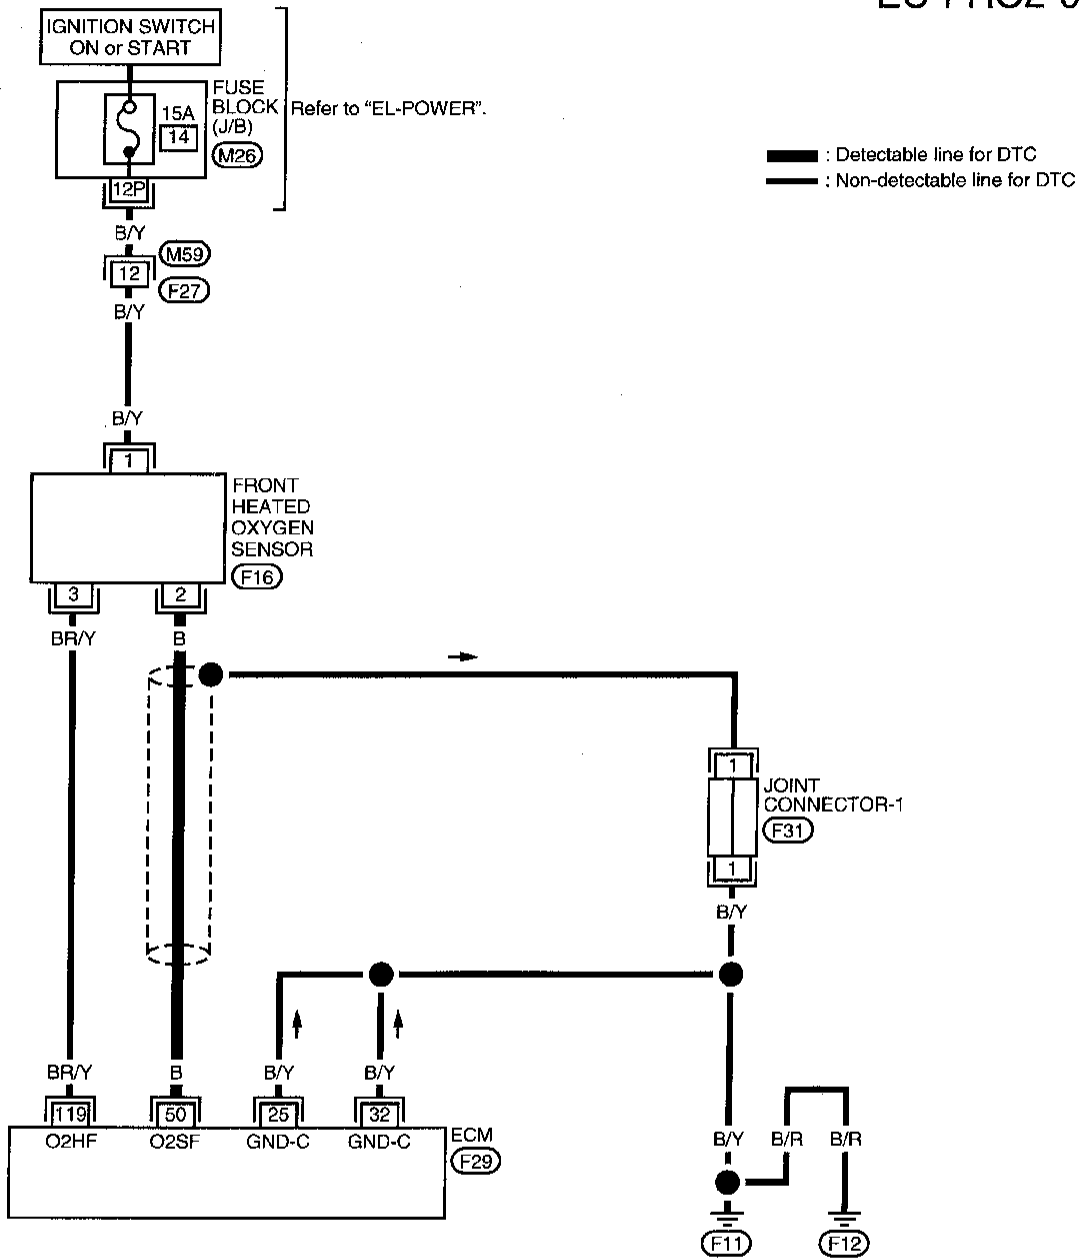 IGNITION SWITCH
ON or START
FUSE
BLOCK
(J/B)
15A
14
M26
Refer to "EL-POWER".
: Detectable line for DTC
: Non-detectable line for DTC
12P
B/Y
M59
12
F27
B/Y
B/Y
1
FRONT
HEATED
OXYGEN
SENSOR
F16
3
2
BR/Y
B
1
JOINT
CONNECTOR-1
F31
1
B/Y
BR/Y
B
B/Y
B/Y
119
50
25
32
O2HF
O2SF
GND-C
GND-C
ECM
F29
B/Y
B/R
B/R
F11
F12